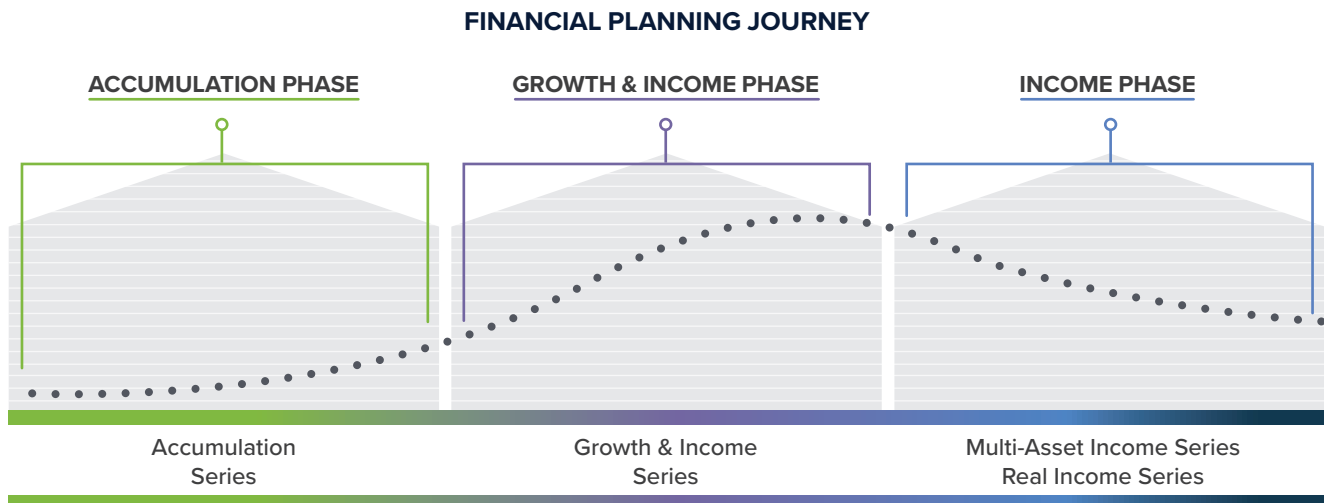 FINANCIAL PLANNING JOURNEY
ACCUMULATION PHASE
GROWTH & INCOME PHASE
INCOME PHASE
Accumulation
Series
Growth & Income
Series
Multi-Asset Income Series
Real Income Series